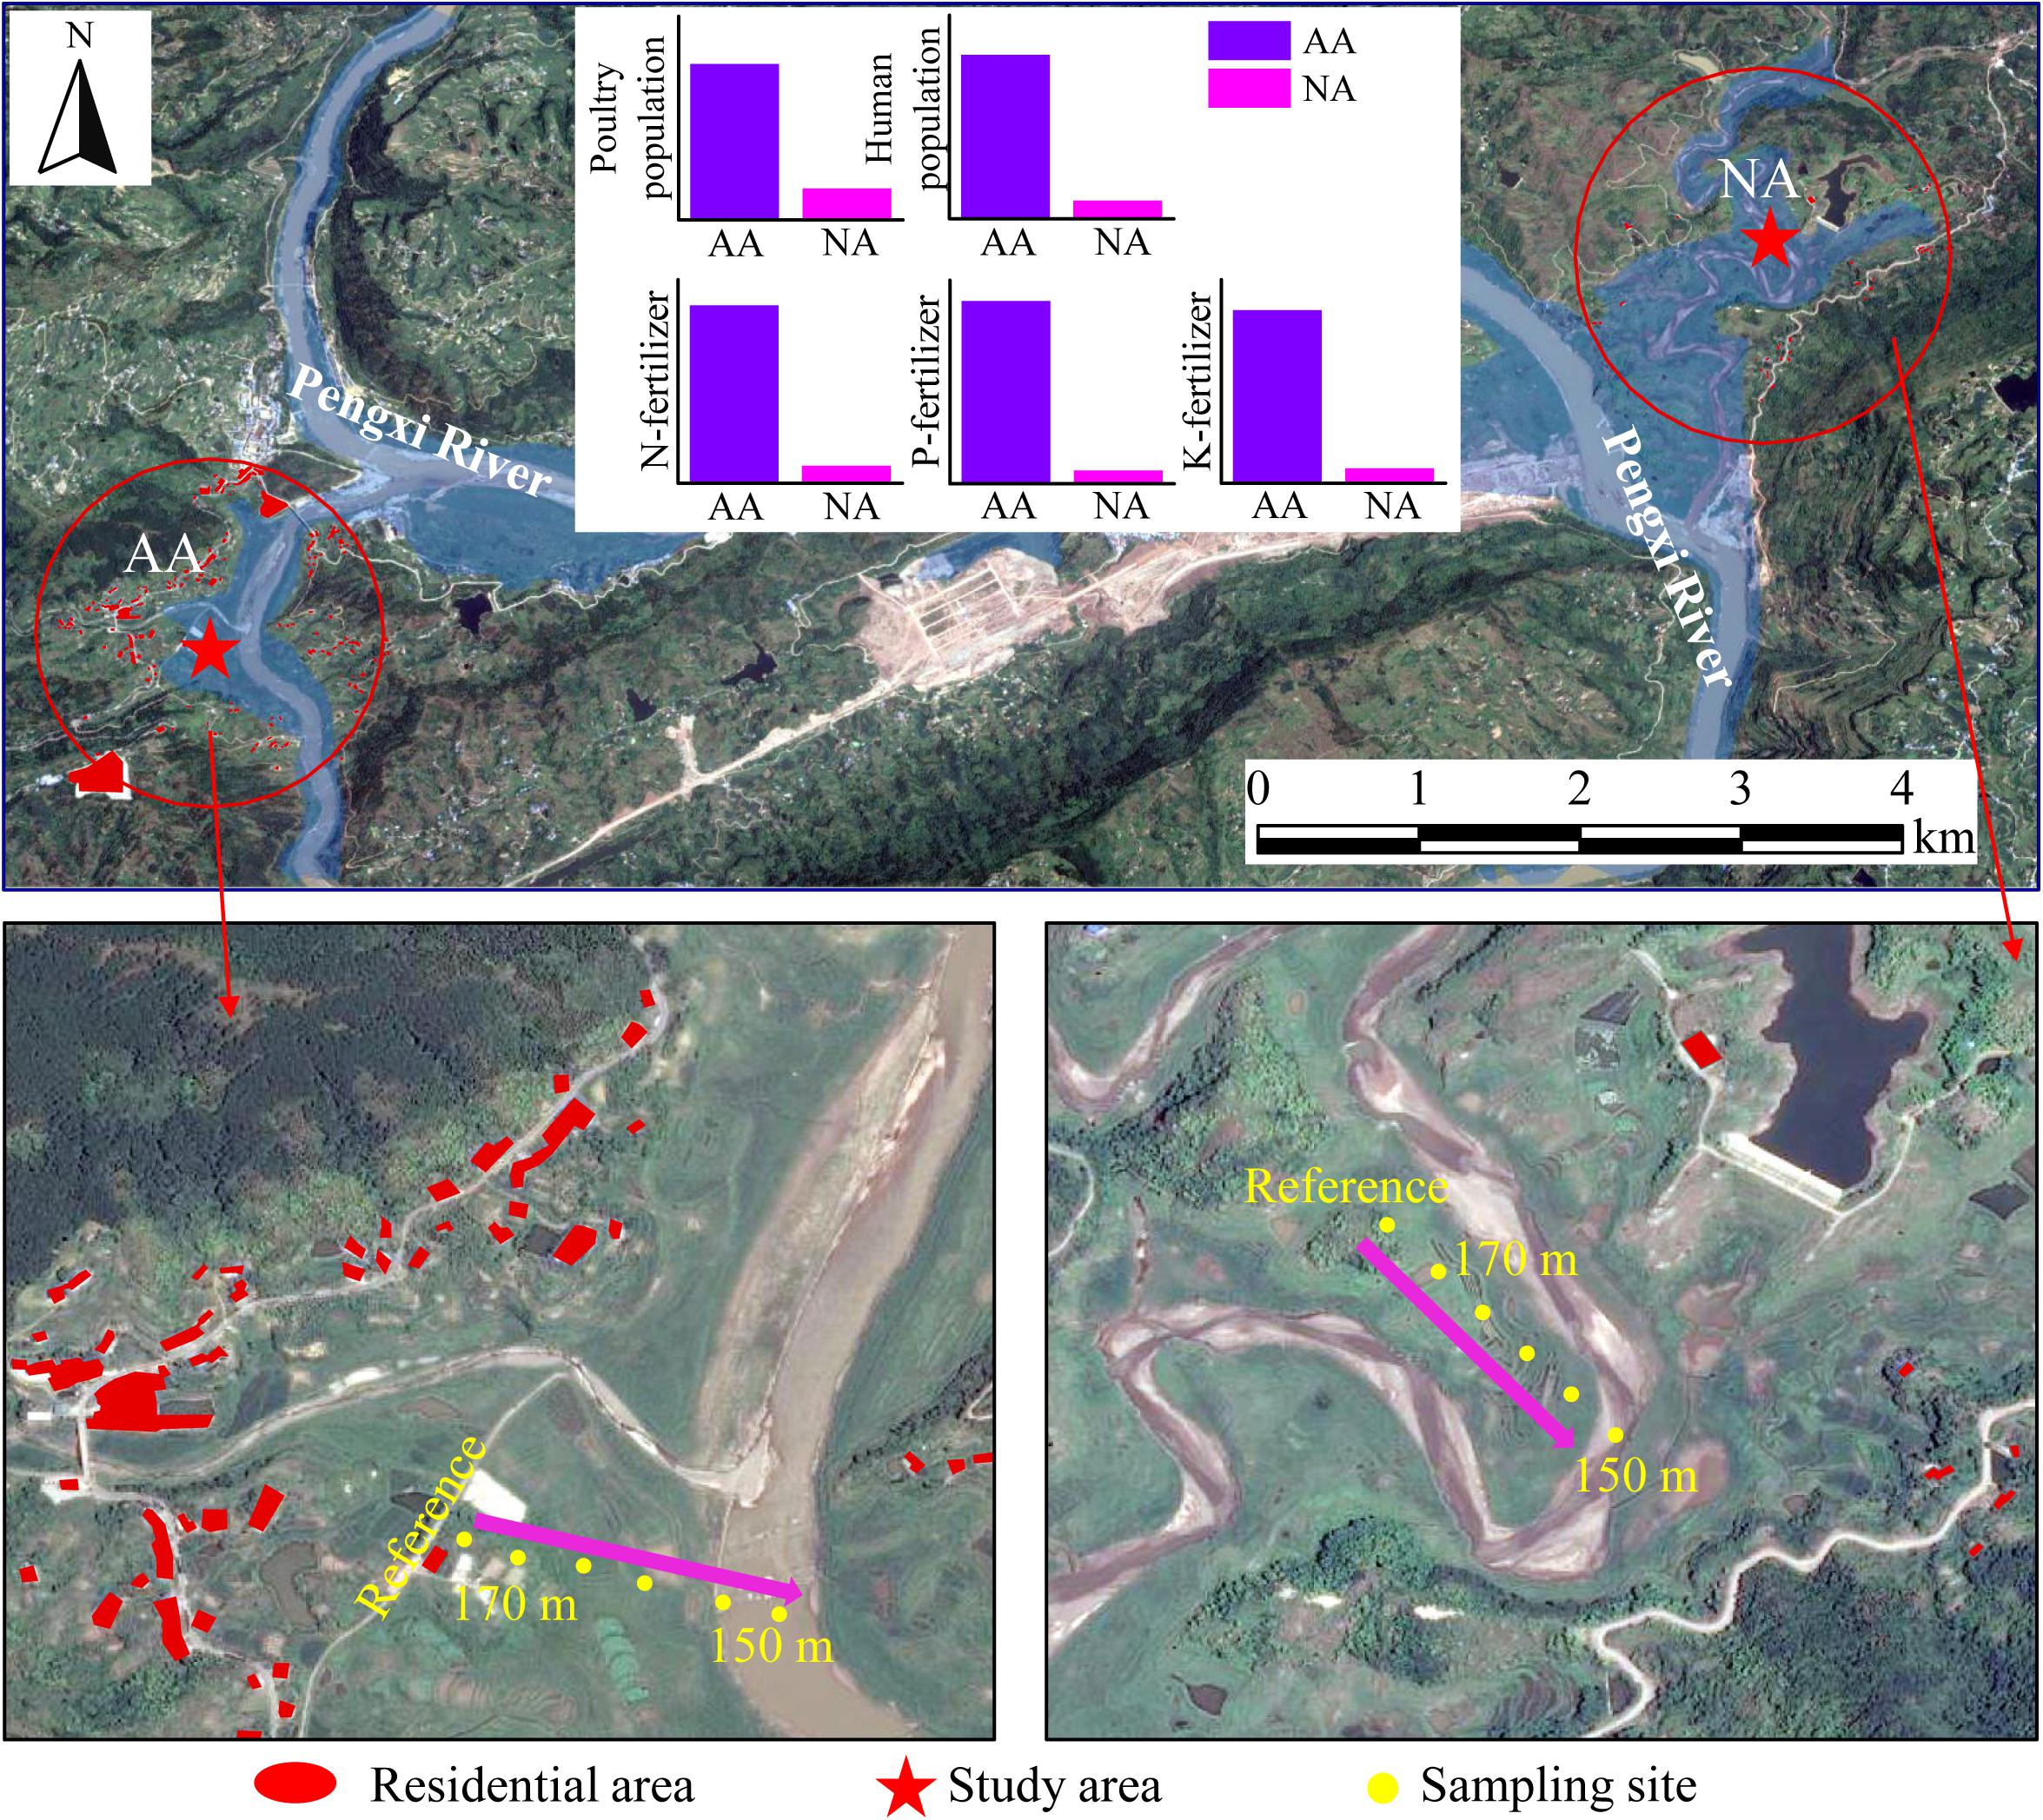 N
Poultry
population
AA
NA
Human
population
AA
NA
AA
NA
N-fertilizer
AA
NA
P-fertilizer
AA
NA
K-fertilizer
AA
NA
Pengxi River
AA
NA
Pengxi River
0 1 2 3 4
km
Reference
170 m
150 m
Reference
170 m
150 m
Residential area
Study area
Sampling site